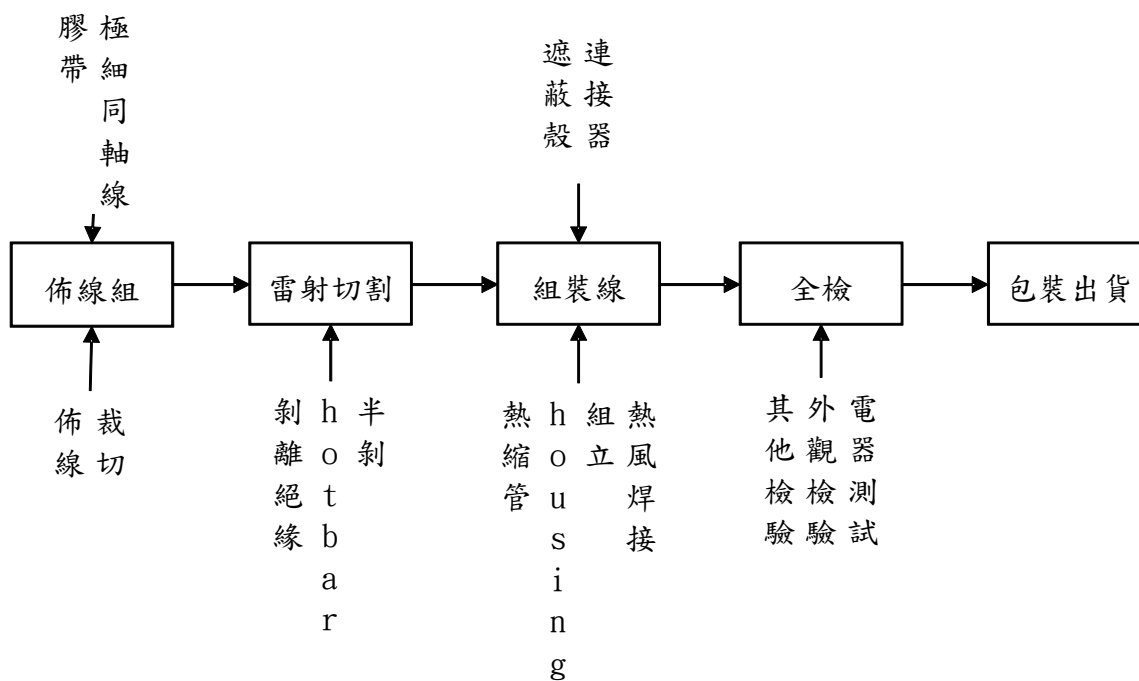 極細同軸線
膠帶
連接器
遮蔽殼
佈線組
雷射切割
組裝線
全檢
包裝出貨
裁切
佈線
半剝
hotbar
剝離絕緣
熱風焊接
組立
housing
熱縮管
電器測試
外觀檢驗
其他檢驗